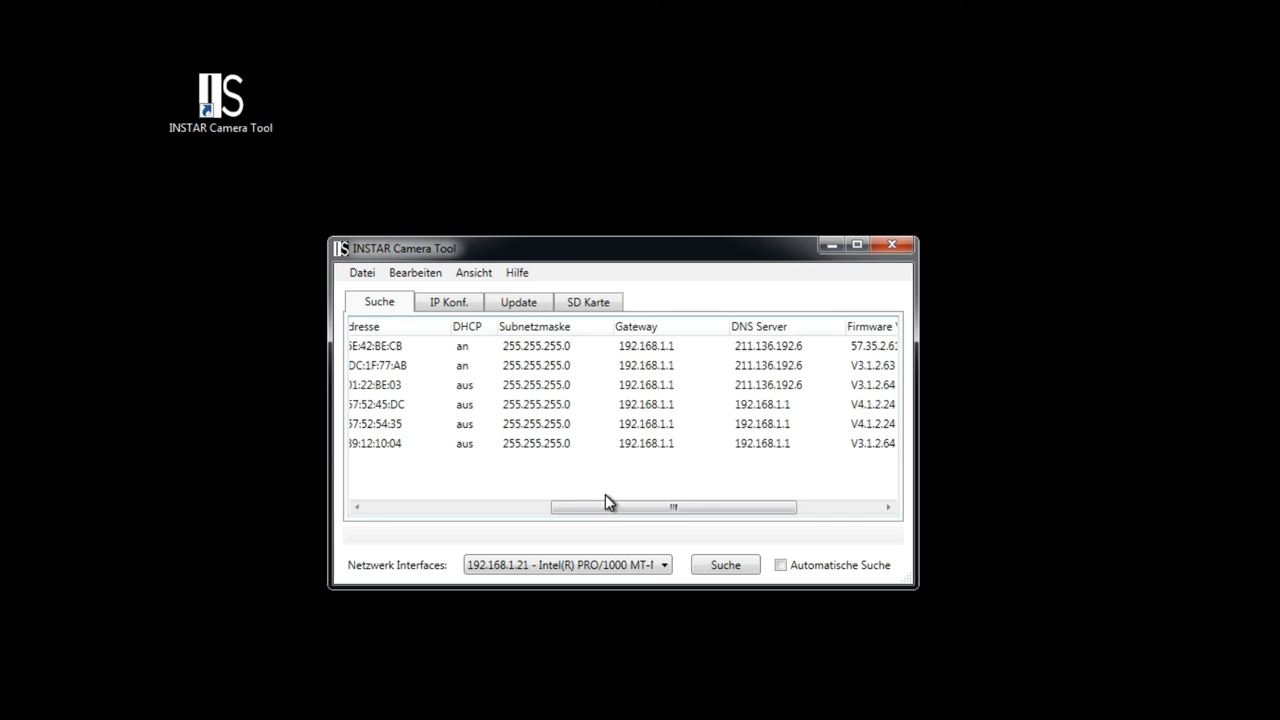 INSTAR Camera Tool
INSTAR Camera Tool
Datei Bearbeiten Ansicht Hilfe
Suche IP Konf. Update SD Karte
dresse DHCP Subnetzmaske Gateway DNS Server Firmware
5E:42:BE:CB an 255.255.255.0 192.168.1.1 211.136.192.6 57.35.2.61
DC:1F:77:AB an 255.255.255.0 192.168.1.1 211.136.192.6 V3.1.2.63
01:22:BE:03 aus 255.255.255.0 192.168.1.1 211.136.192.6 V3.1.2.64
57:52:45:DC aus 255.255.255.0 192.168.1.1 192.168.1.1 V4.1.2.24
57:52:54:35 aus 255.255.255.0 192.168.1.1 192.168.1.1 V4.1.2.24
39:12:10:04 aus 255.255.255.0 192.168.1.1 192.168.1.1 V3.1.2.64
Netzwerk Interfaces: 192.168.1.21 - Intel(R) PRO/1000 MT- Suche Automatische Suche